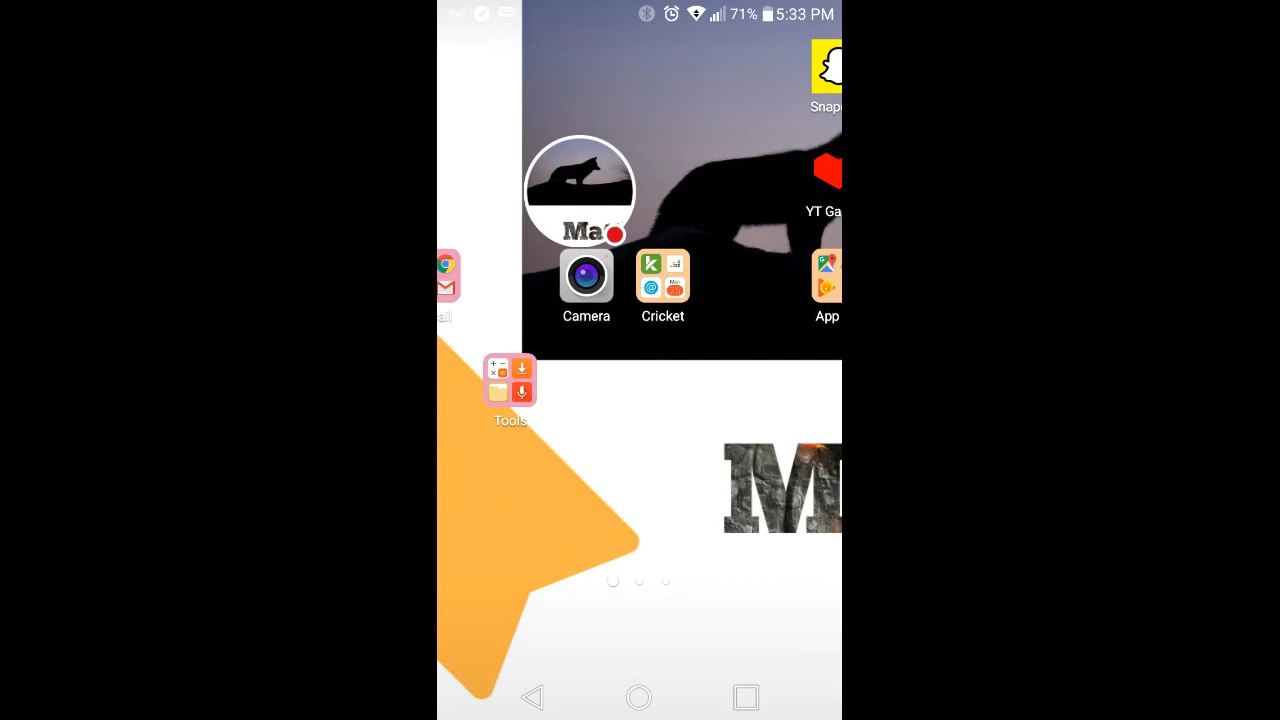 71% 5:33 PM
Snap
YT Ga
Ma
Camera
Cricket
App
Tools
M